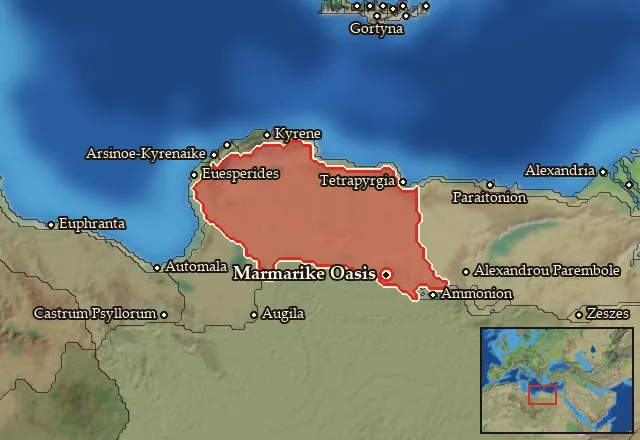 Gortyna
Kyrene
Arsinoe-Kyrenaike
Euesperides
Tetrapyrgia
Alexandria
Paraitonion
Euphranta
Automala
Marmarike Oasis
Alexandrou Parembole
Ammonion
Castrum Psyllorum
Augila
Zeszes